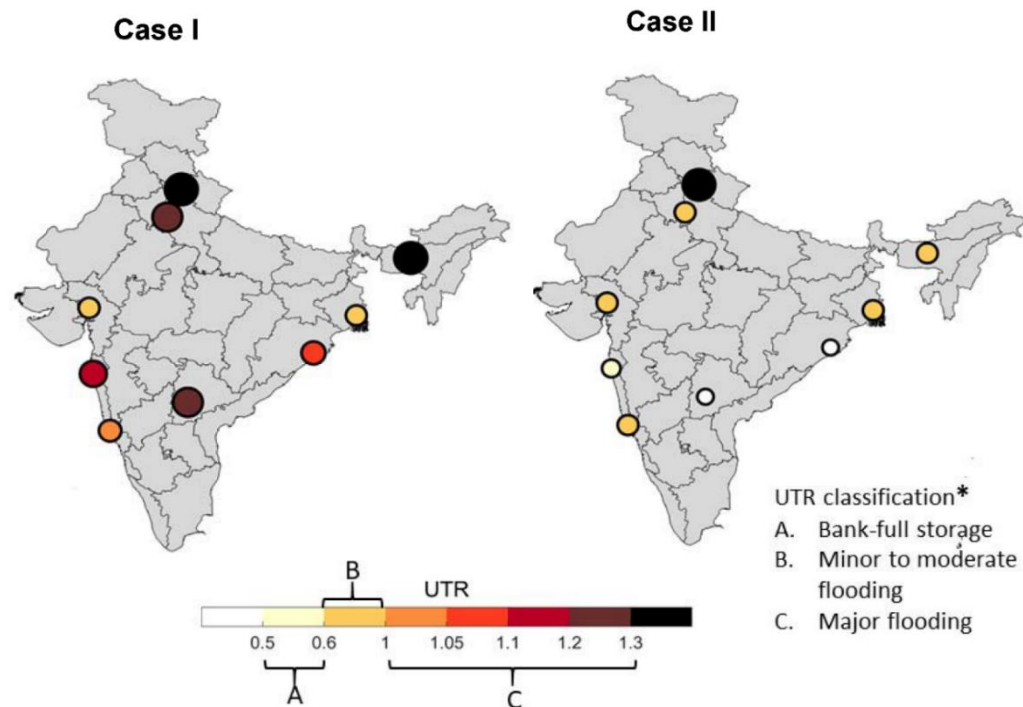 Case I
Case II
UTR classification*
A. Bank-full storage
B. Minor to moderate
flooding
C. Major flooding
B
UTR
0.5 0.6 1 1.05 1.1 1.2 1.3
A
C